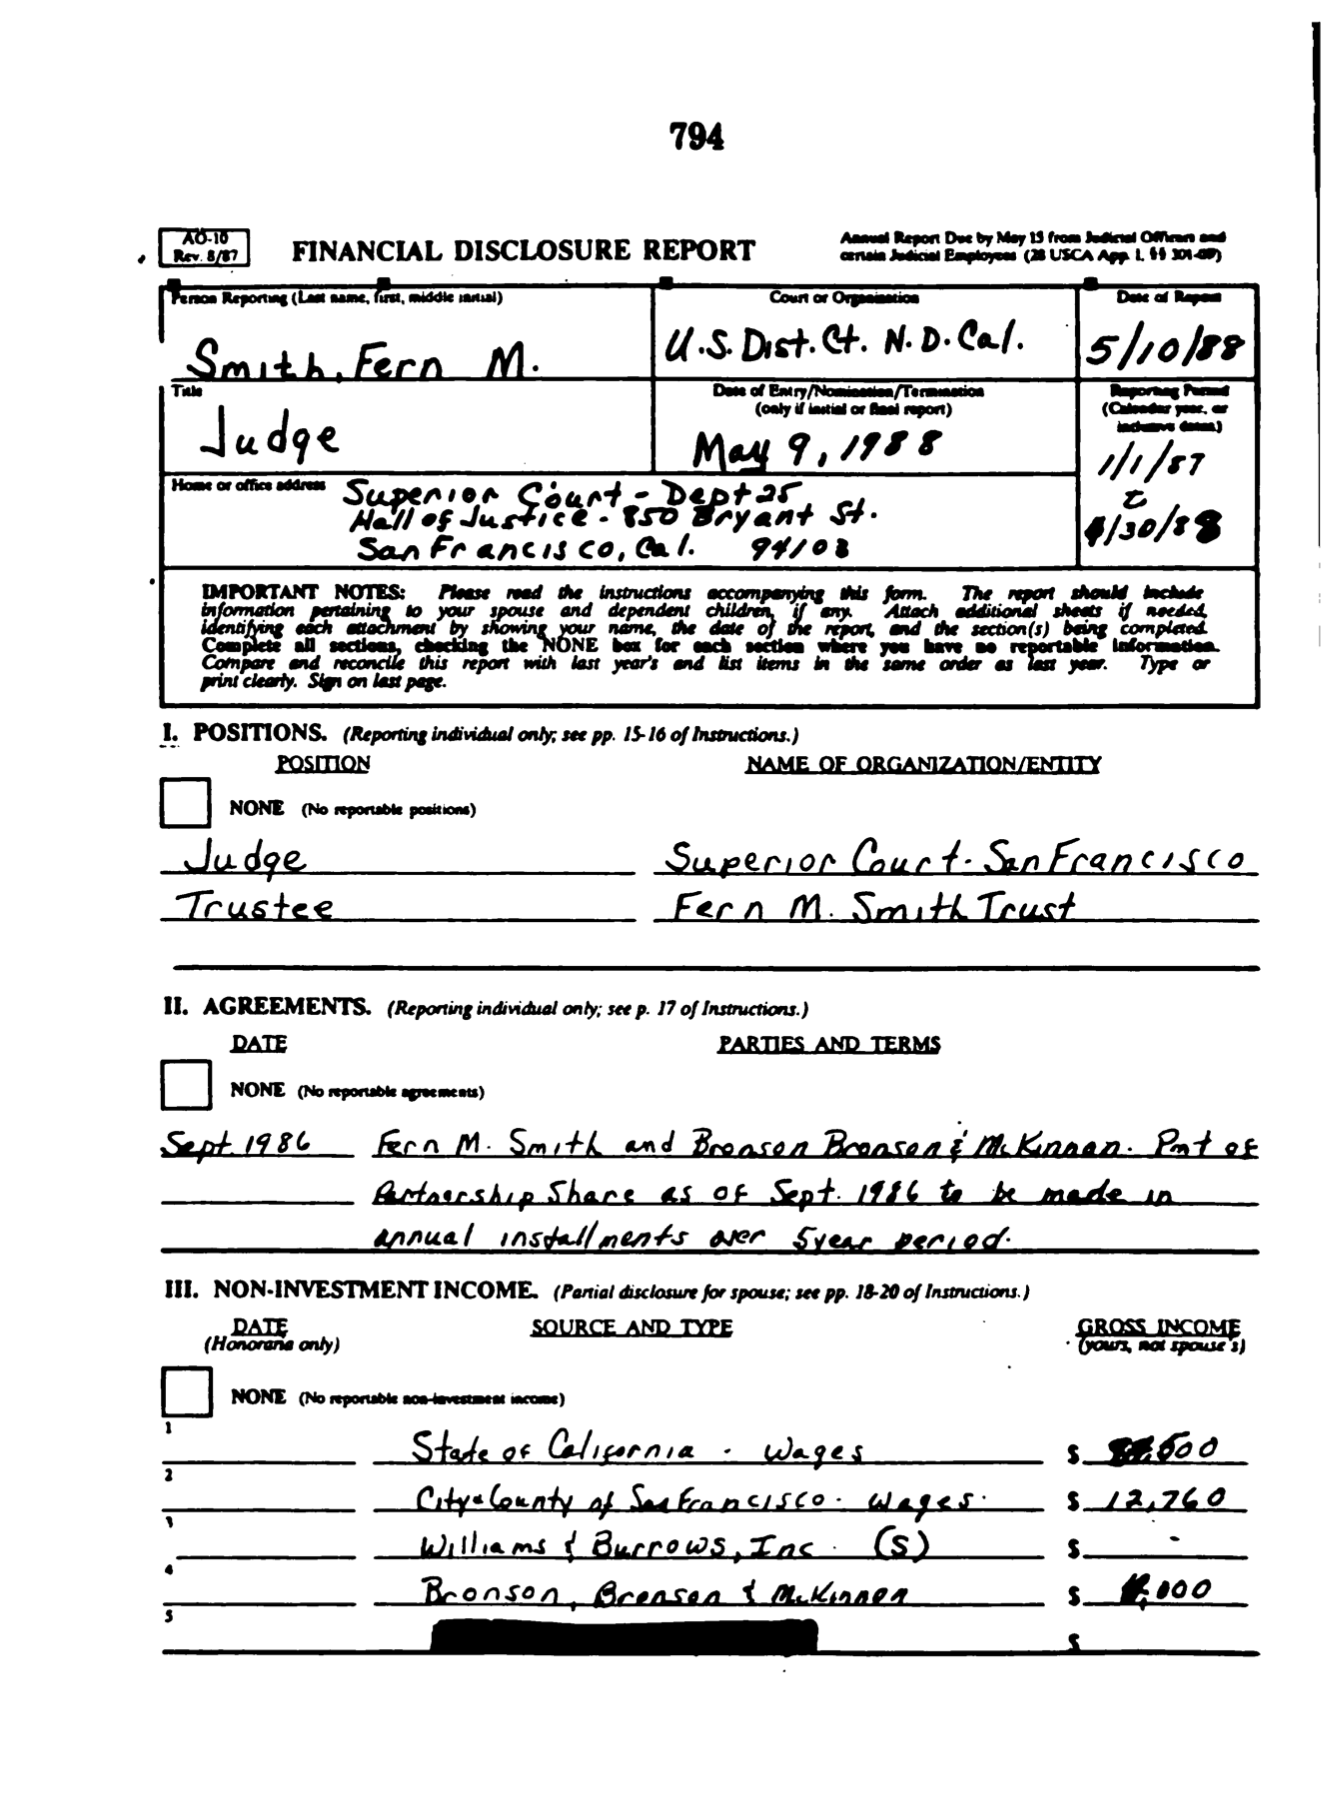 794
AO-10
Rev. 8/87
FINANCIAL DISCLOSURE REPORT
Annual Report Due by May 15 from Judicial Officers and
certain Judicial Employees (28 USCA App. I, §§ 301-09)
Person Reporting (Last name, first, middle initial)
Court or Organization
Date of Report
Smith, Fern M.
U.S. Dist. Ct. N.D. Cal.
5/10/88
Title
Date of Entry/Nomination/Termination
(only if initial or final report)
Reporting Period
(Calendar year, or
inclusive dates)
Judge
May 9, 1988
1/1/87
to
4/30/88
Home or office address
Superior Court - Dept 25
Hall of Justice - 850 Bryant St.
San Francisco, Cal. 94103
IMPORTANT NOTES: Please read the instructions accompanying this form. The report should include
information pertaining to your spouse and dependent children, if any. Attach additional sheets if needed,
identifying each attachment by showing your name, the date of the report, and the section(s) being completed.
Complete all sections, checking the NONE box for each section where you have no reportable information.
Compare and reconcile this report with last year's and list items in the same order as last year. Type or
print clearly. Sign on last page.
I. POSITIONS. (Reporting individual only; see pp. 15-16 of Instructions.)
POSITION NAME OF ORGANIZATION/ENTITY
NONE (No reportable positions)
Judge Superior Court - San Francisco
Trustee Fern M. Smith Trust
II. AGREEMENTS. (Reporting individual only; see p. 17 of Instructions.)
DATE PARTIES AND TERMS
NONE (No reportable agreements)
Sept. 1986 Fern M. Smith and Bronson Bronson & McKinnon. Pmt of
Partnership Share as of Sept. 1986 to be made in
annual installments over 5 year period.
III. NON-INVESTMENT INCOME. (Partial disclosure for spouse; see pp. 18-20 of Instructions.)
DATE SOURCE AND TYPE GROSS INCOME
(Honoraria only) (yours, not spouse's)
NONE (No reportable non-investment income)
1 State of California - Wages $
2 City & County of San Francisco - Wages - $ 12,760
3 Williams & Burrows, Inc. (S) $ -
4 Bronson, Bronson & McKinnon $
5 $